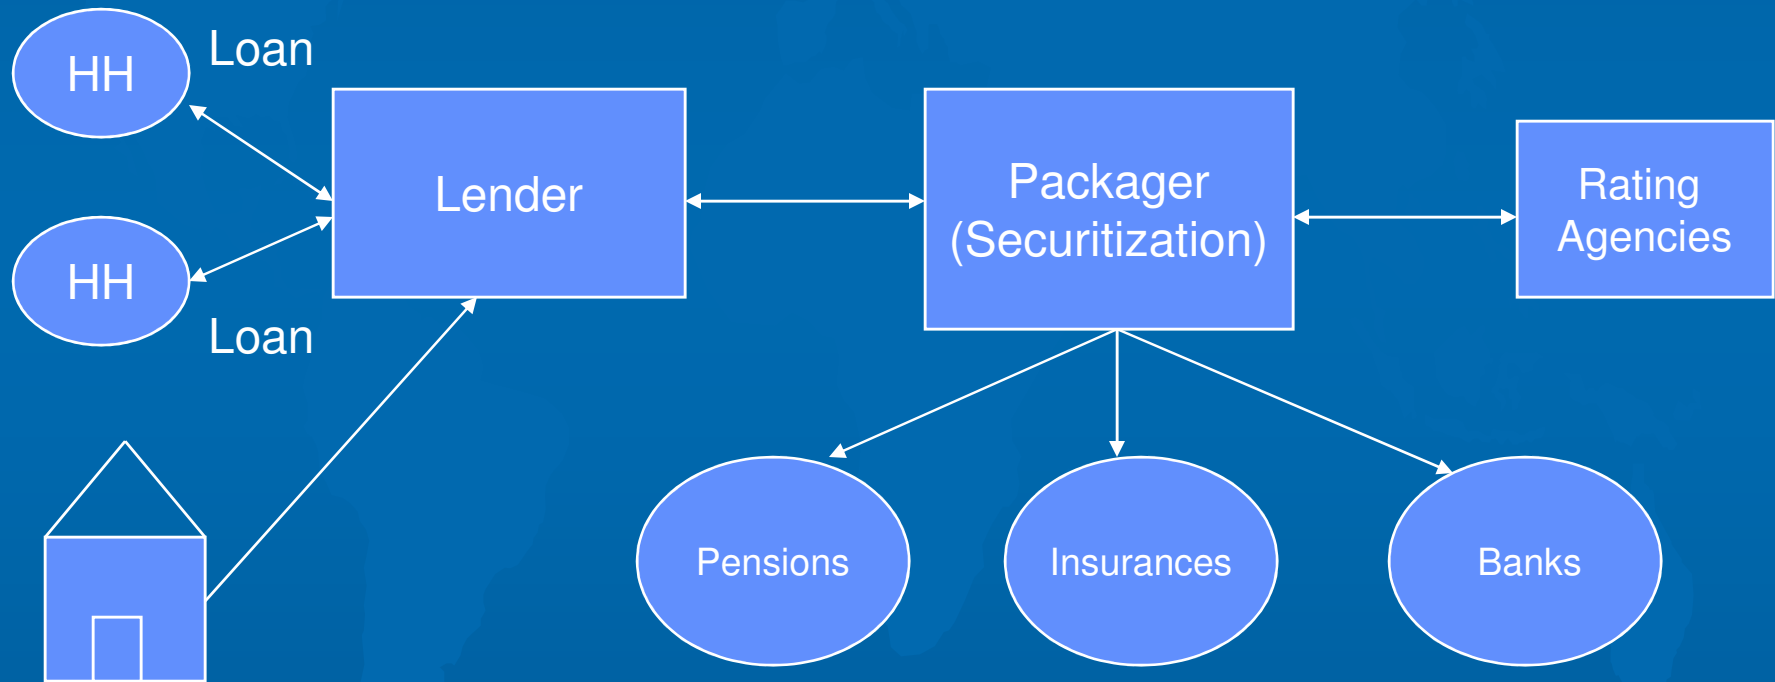 HH
Loan
Lender
HH
Loan
Packager
(Securitization)
Rating
Agencies
Pensions
Insurances
Banks